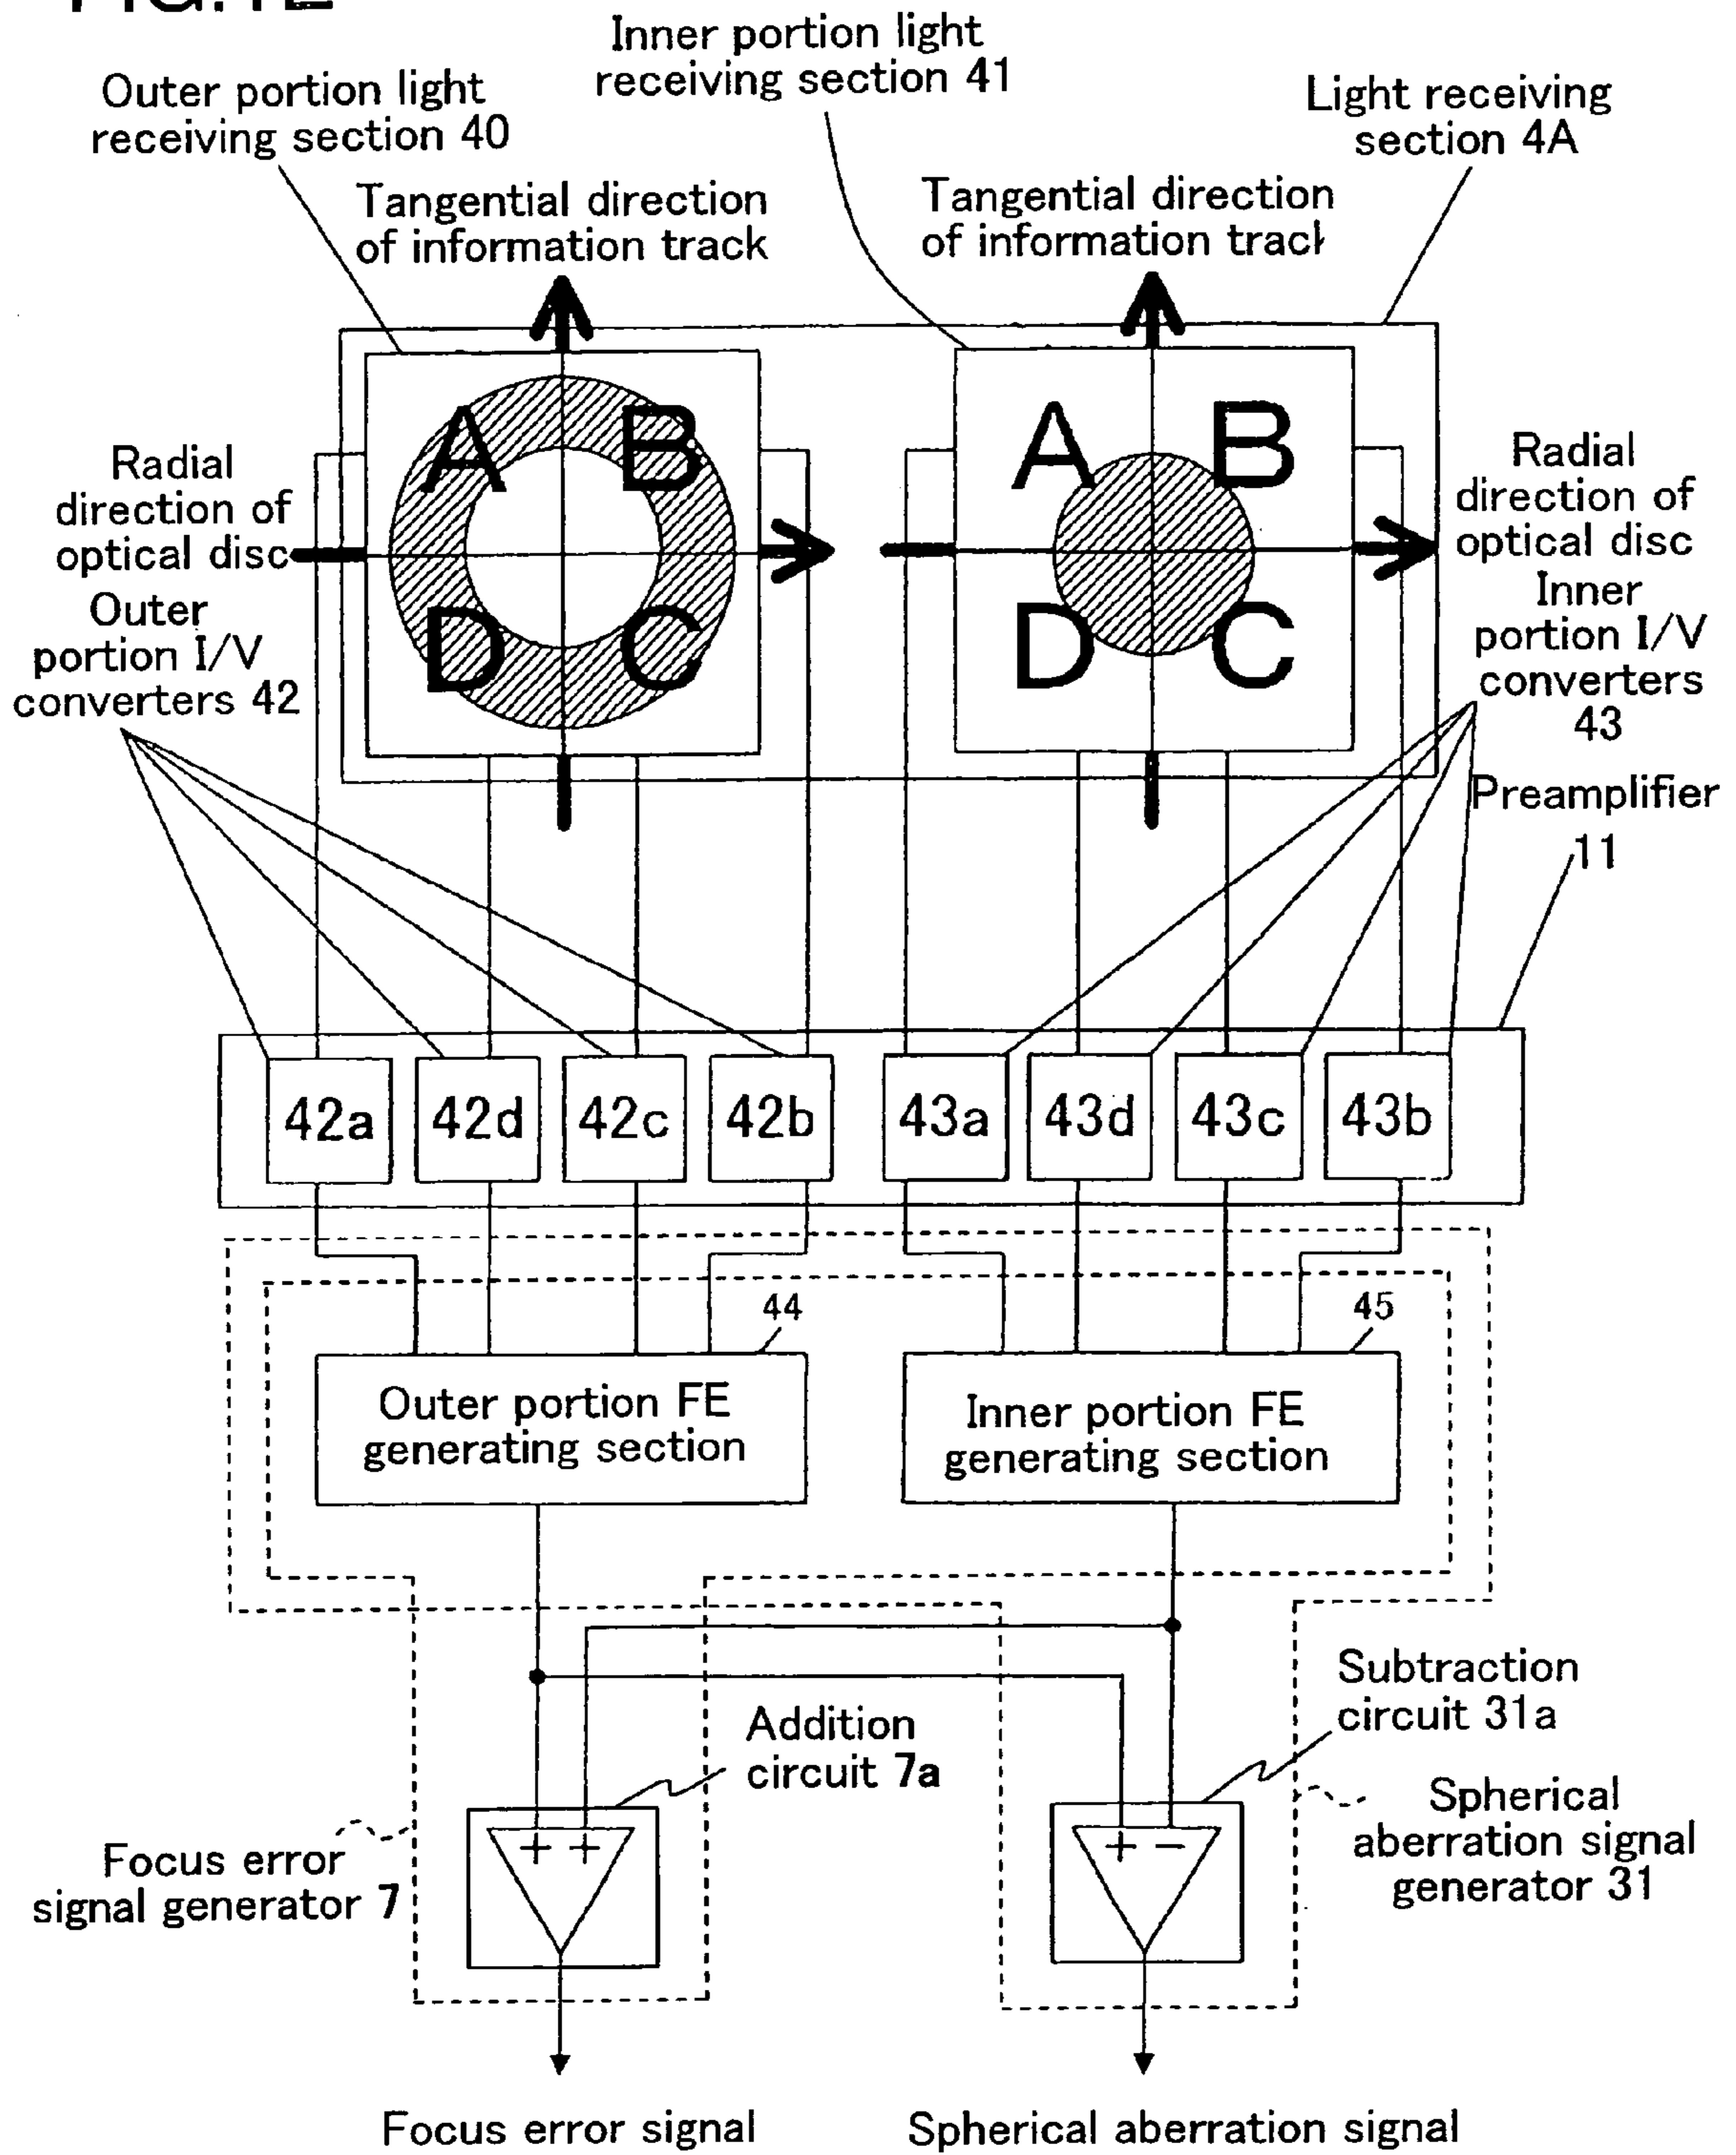 Inner portion light
receiving section 41
Outer portion light
receiving section 40
Light receiving
section 4A
Tangential direction
of information track
Tangential direction
of information track
A
B
D
C
A
B
D
C
Radial
direction of
optical disc
Radial
direction of
optical disc
Outer
portion I/V
converters 42
Inner
portion I/V
converters
43
Preamplifier
11
42a
42d
42c
42b
43a
43d
43c
43b
44
45
Outer portion FE
generating section
Inner portion FE
generating section
Addition
circuit 7a
Subtraction
circuit 31a
Focus error
signal generator 7
+ +
+ −
Spherical
aberration signal
generator 31
Focus error signal
Spherical aberration signal